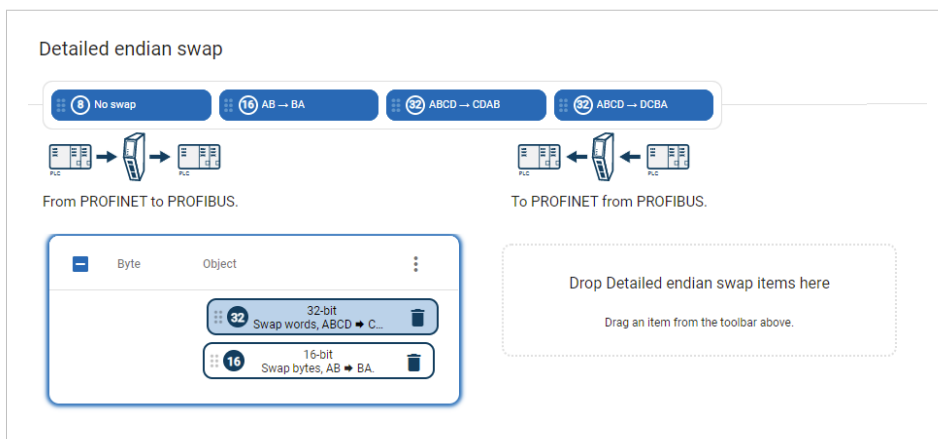 Detailed endian swap
8 No swap
16 AB → BA
32 ABCD → CDAB
32 ABCD → DCBA
PLC PLC
PLC PLC
From PROFINET to PROFIBUS.
To PROFINET from PROFIBUS.
Byte Object
32 32-bit
Swap words, ABCD ➡ C...
16 16-bit
Swap bytes, AB ➡ BA.
Drop Detailed endian swap items here
Drag an item from the toolbar above.